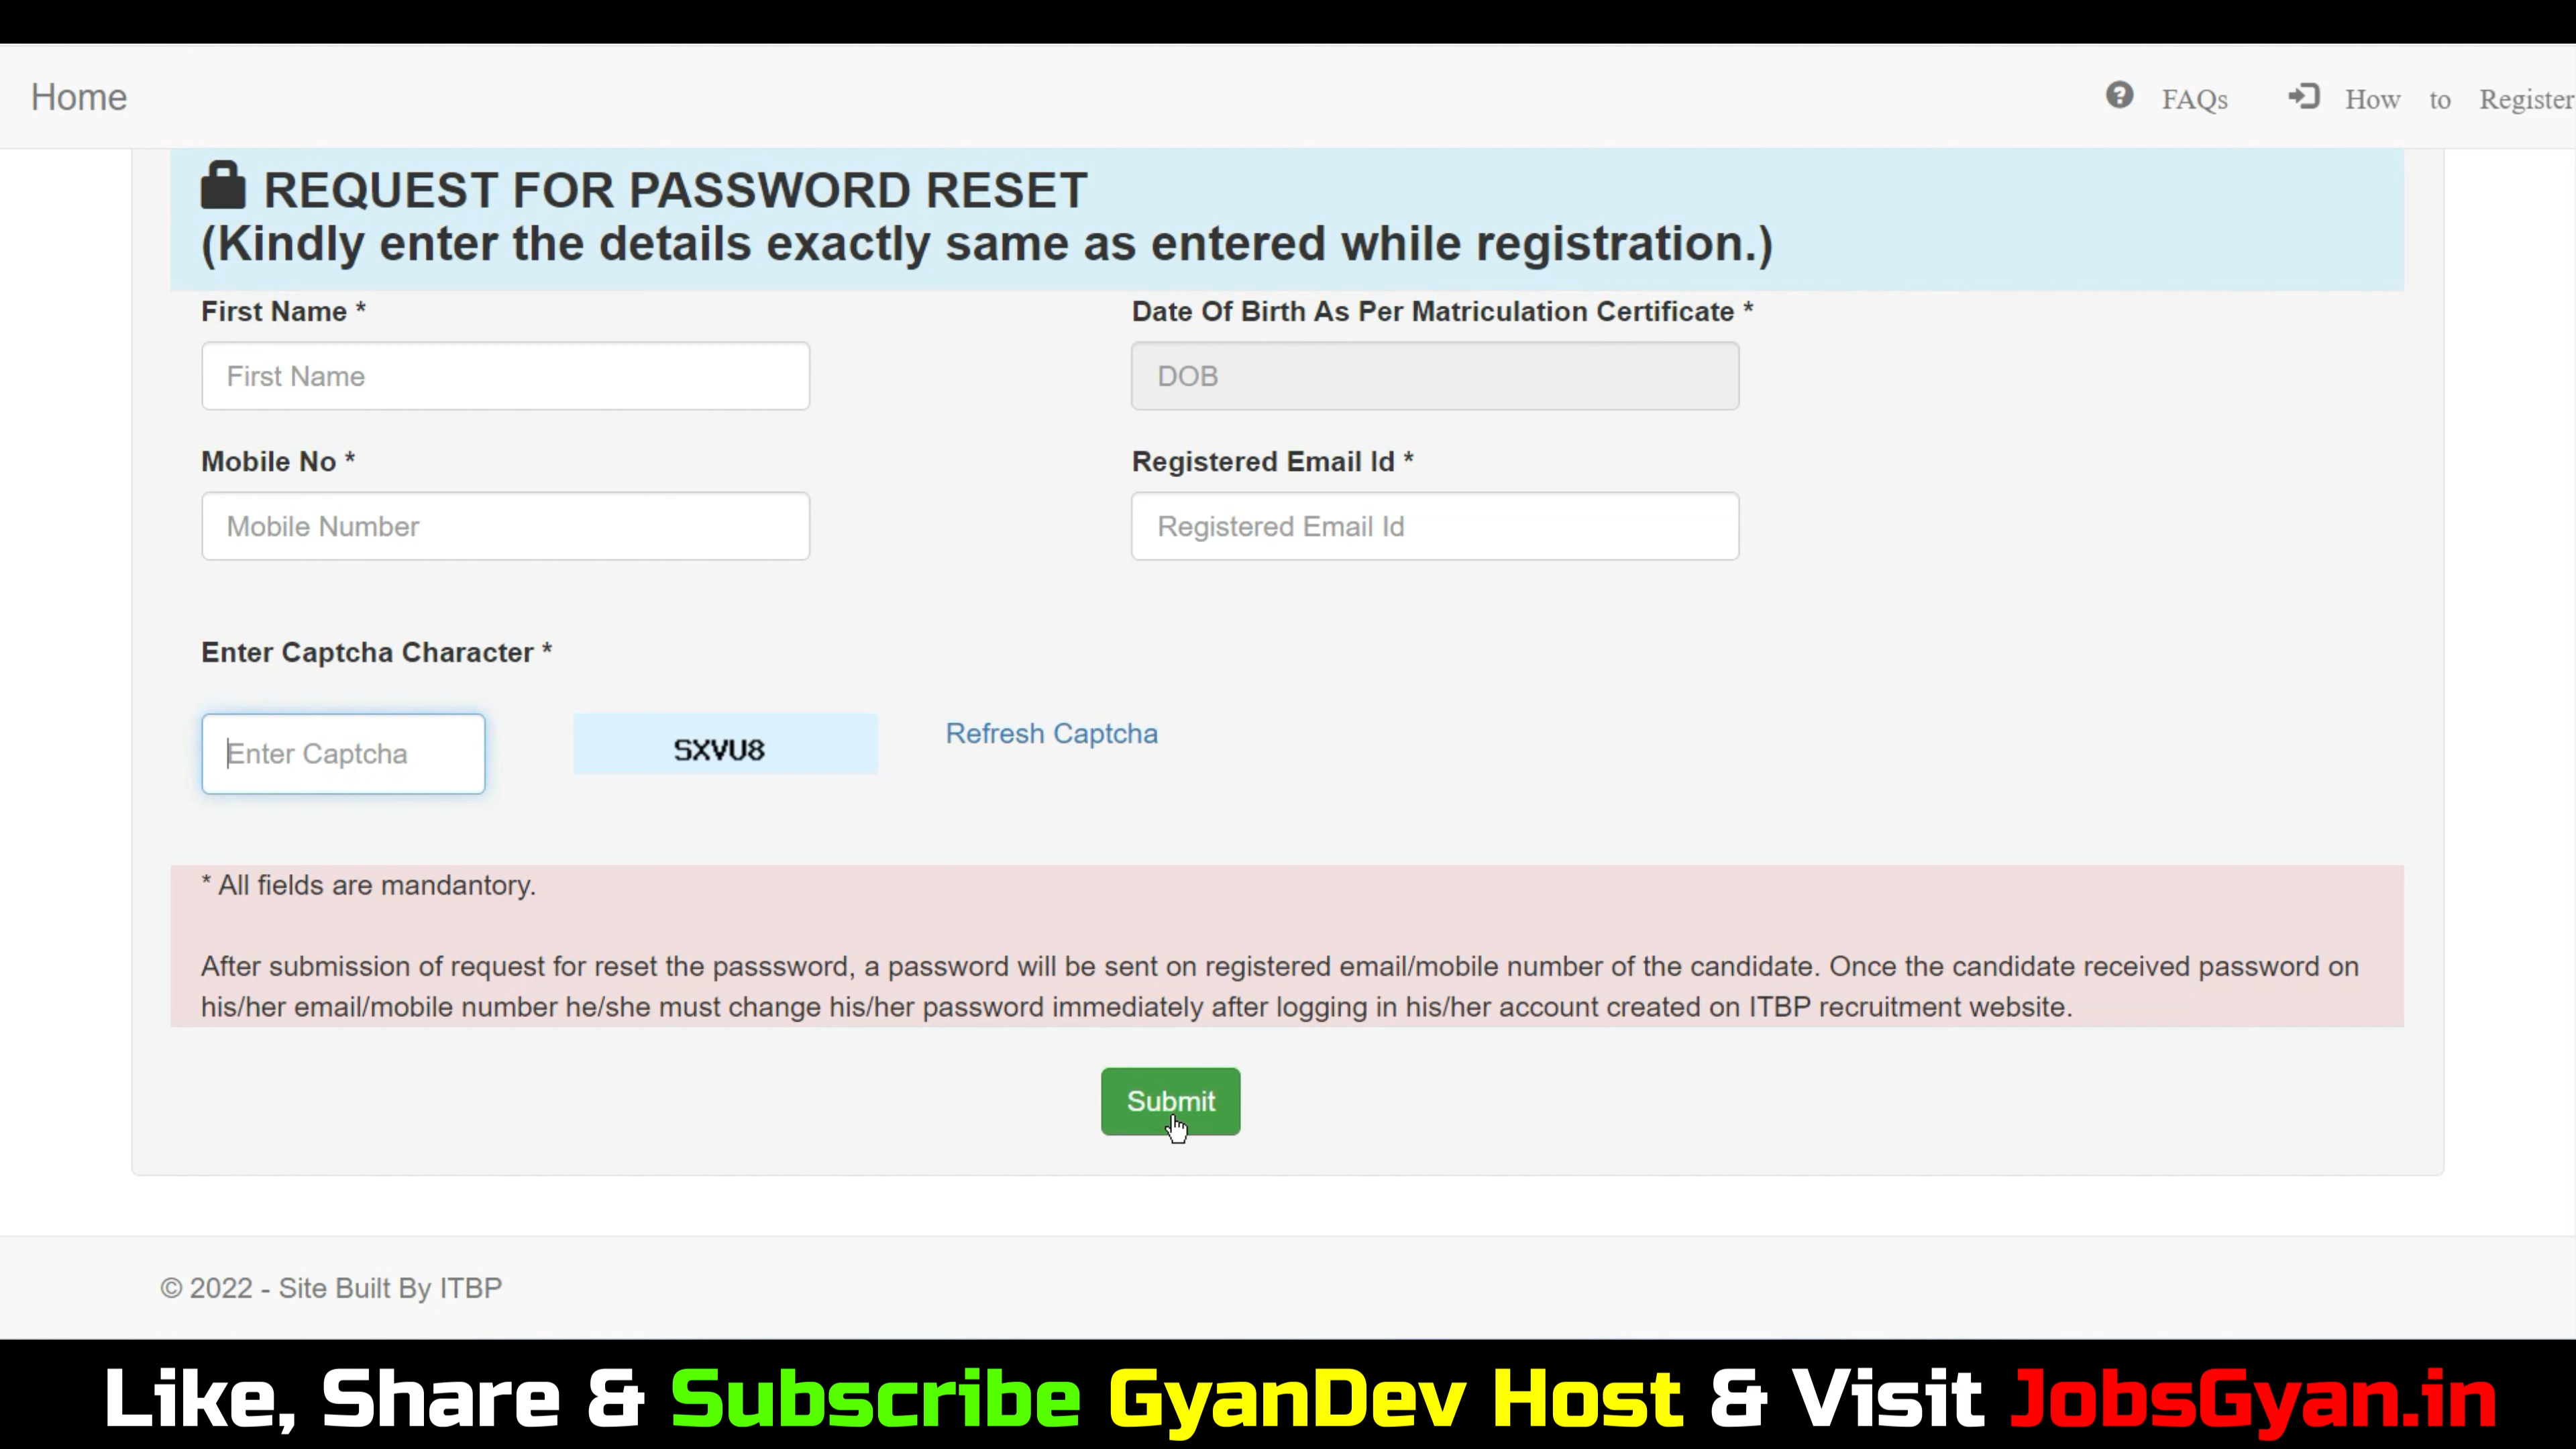 Home
FAQs
How to Register
REQUEST FOR PASSWORD RESET
(Kindly enter the details exactly same as entered while registration.)
First Name *
Date Of Birth As Per Matriculation Certificate *
First Name
DOB
Mobile No *
Registered Email Id *
Mobile Number
Registered Email Id
Enter Captcha Character *
Enter Captcha
SXVU8
Refresh Captcha
* All fields are mandantory.
After submission of request for reset the passsword, a password will be sent on registered email/mobile number of the candidate. Once the candidate received password on
his/her email/mobile number he/she must change his/her password immediately after logging in his/her account created on ITBP recruitment website.
Submit
© 2022 - Site Built By ITBP
Like, Share & Subscribe GyanDev Host & Visit JobsGyan.in